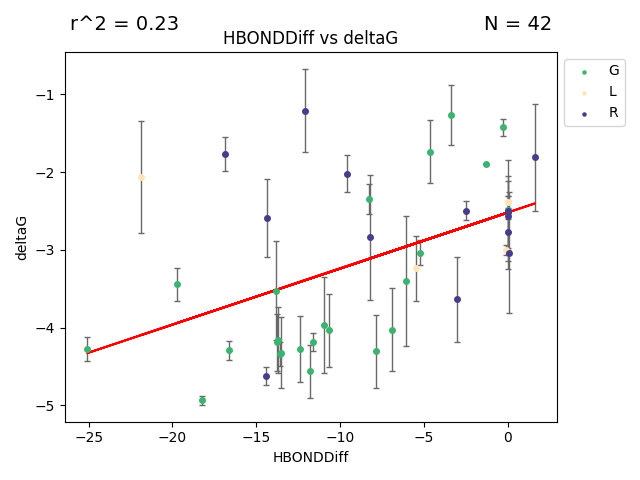 r^2 = 0.23
N = 42
HBONDDiff vs deltaG
G
L
R
deltaG
−1
−2
−3
−4
−5
−25
−20
−15
−10
−5
0
HBONDDiff